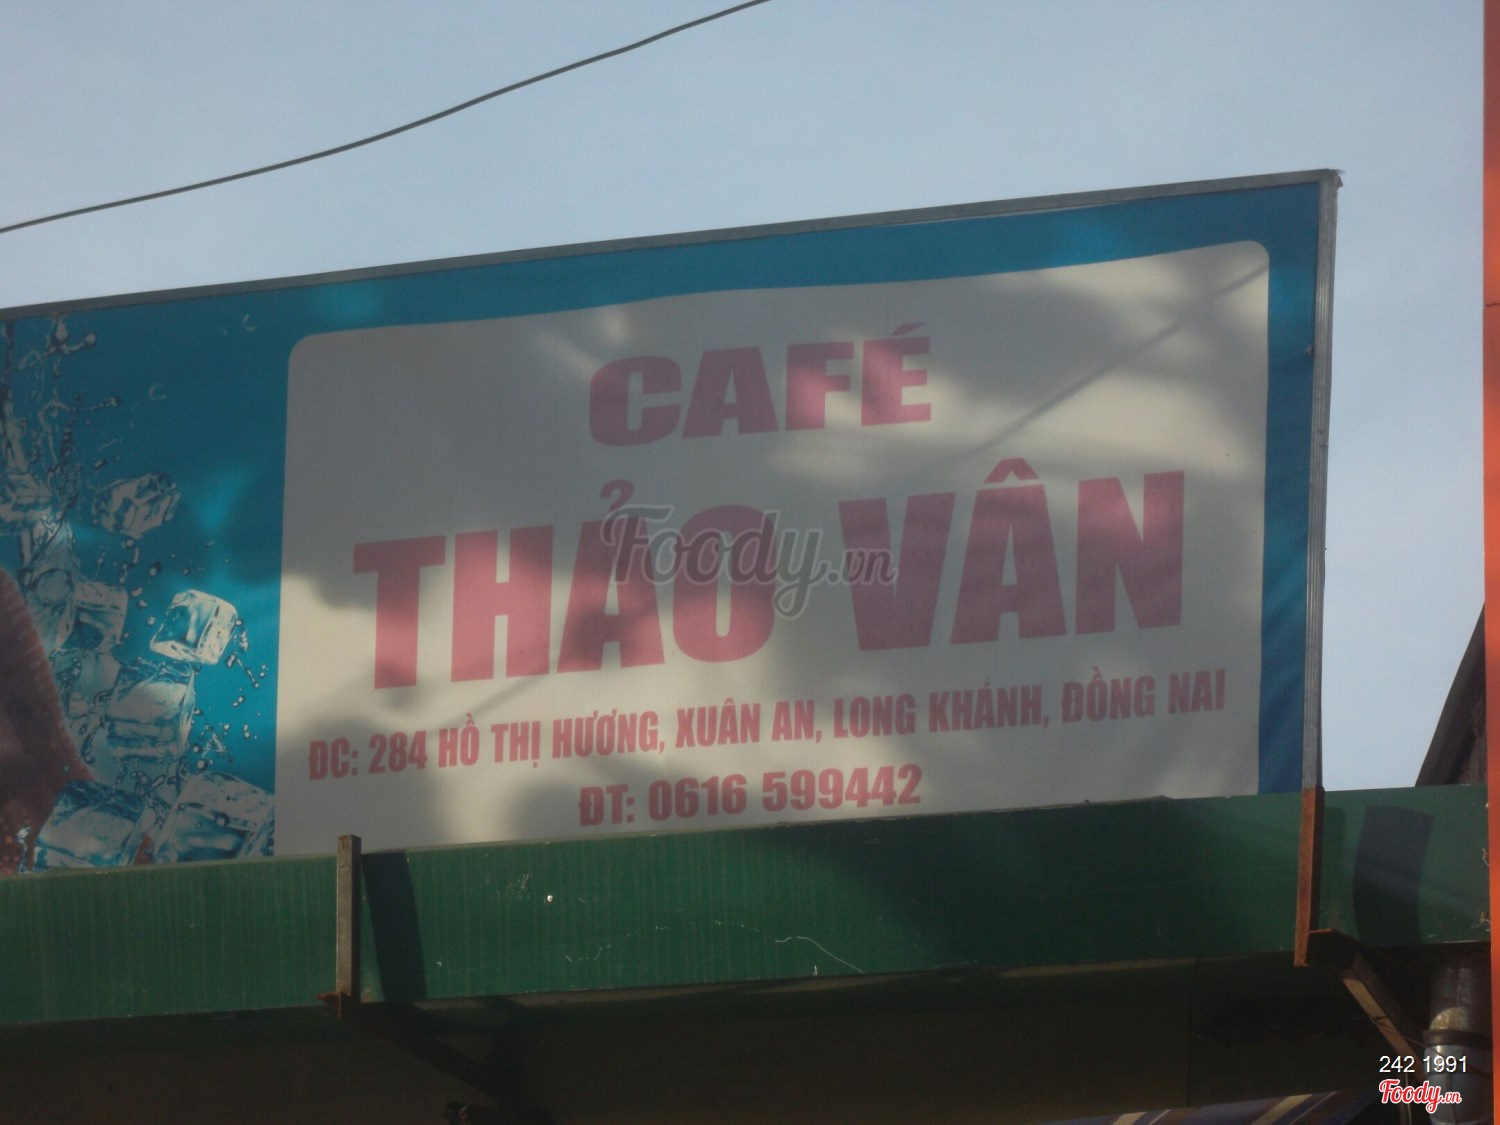 CAFÉ
THẢO VÂN
Foody.vn
ĐC: 284 HỒ THỊ HƯƠNG, XUÂN AN, LONG KHÁNH, ĐỒNG NAI
ĐT: 0616 599442
242 1991
Foody.vn